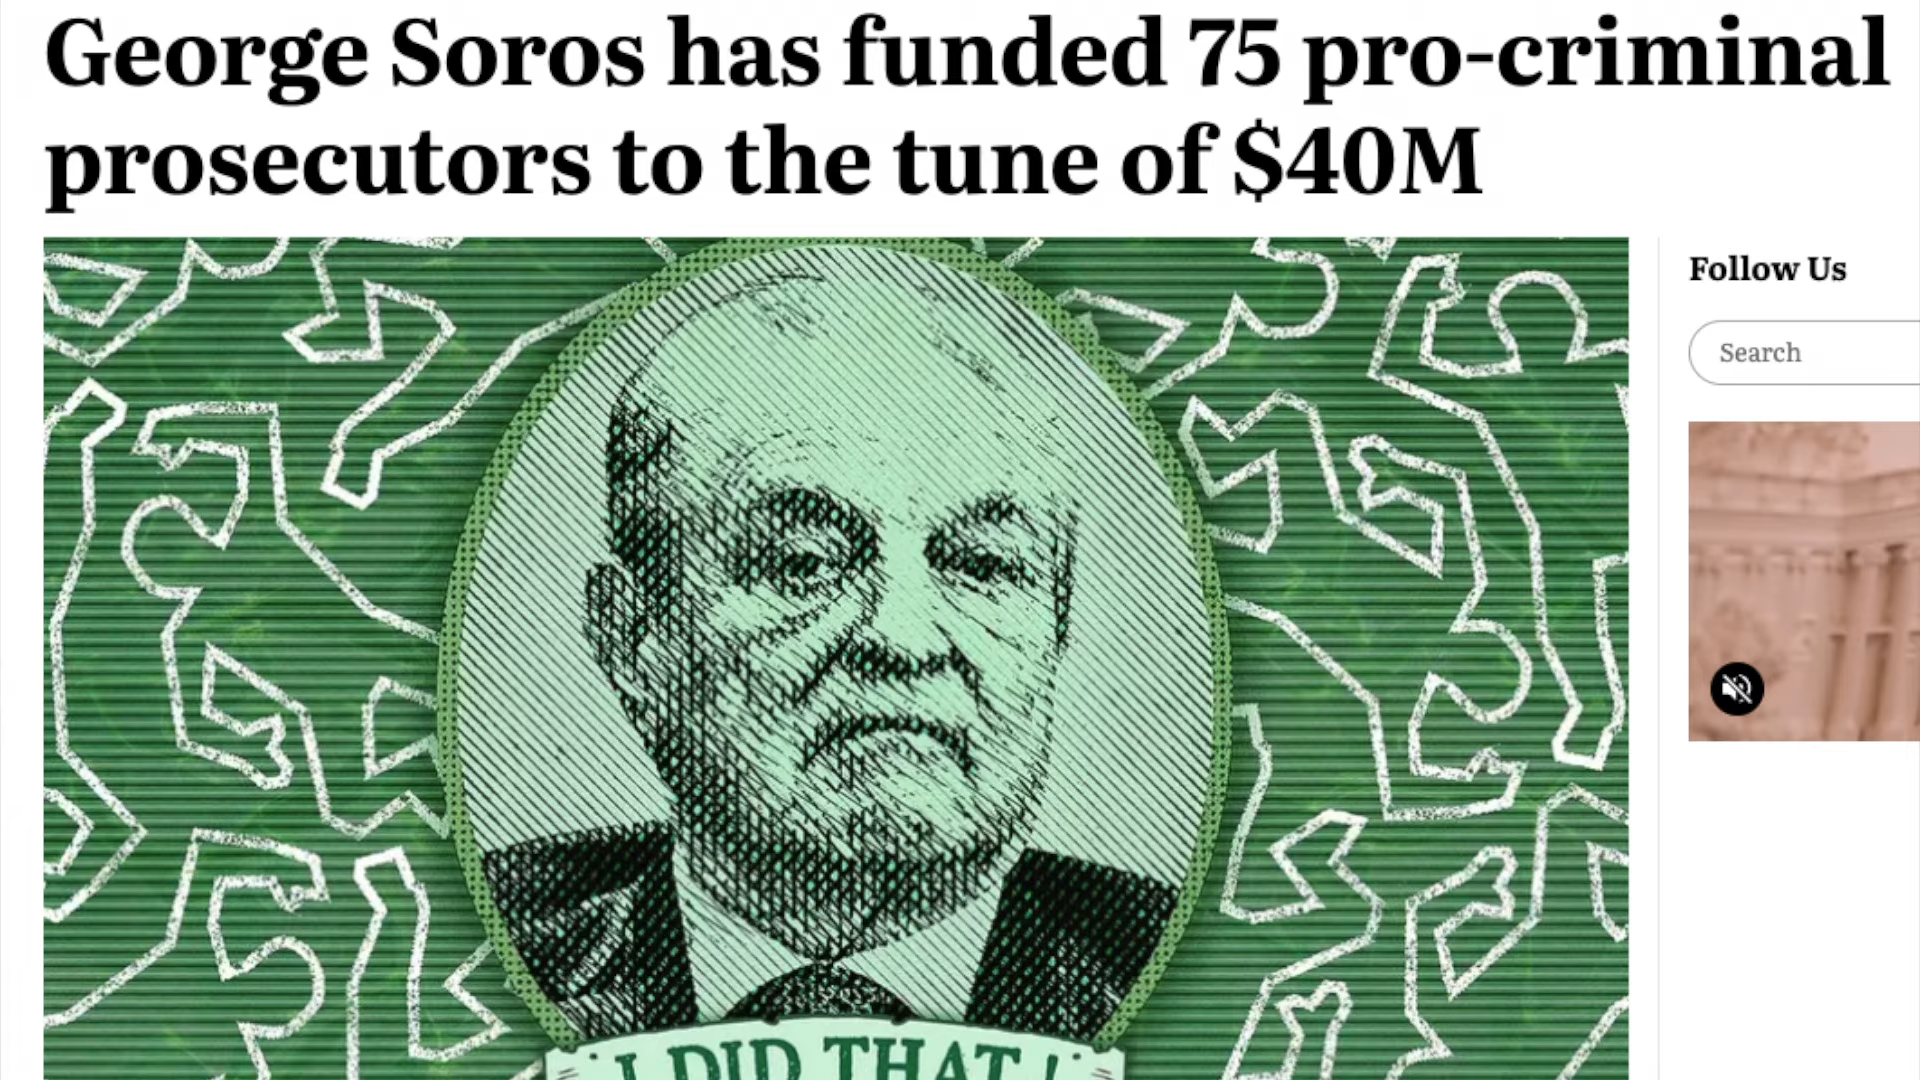 George Soros has funded 75 pro-criminal
prosecutors to the tune of $40M
Follow Us
Search
I DID THAT!